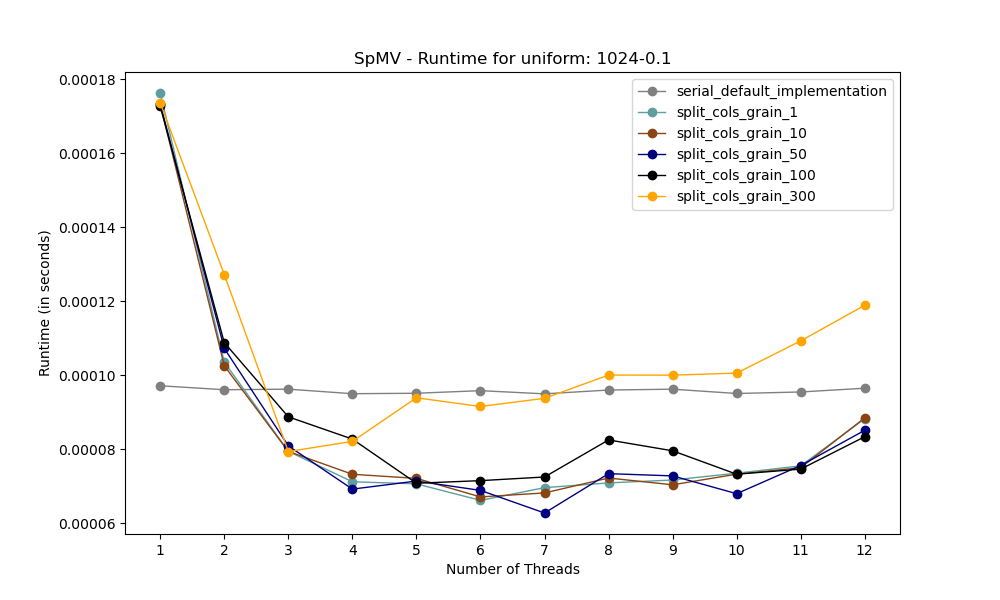 SpMV - Runtime for uniform: 1024-0.1
0.00018
0.00016
0.00014
0.00012
0.00010
0.00008
0.00006
Runtime (in seconds)
serial_default_implementation
split_cols_grain_1
split_cols_grain_10
split_cols_grain_50
split_cols_grain_100
split_cols_grain_300
1 2 3 4 5 6 7 8 9 10 11 12
Number of Threads